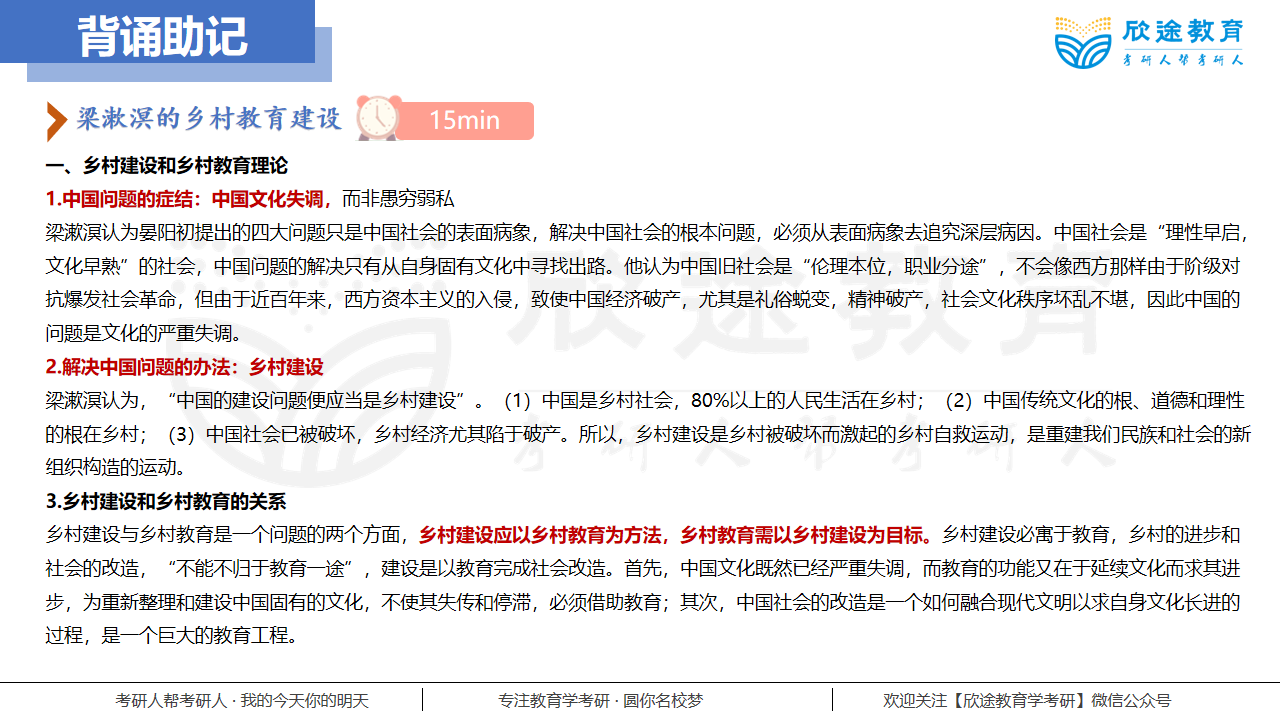 背诵助记
欣途教育
考研人帮考研人
梁漱溟的乡村教育建设
15min
一、乡村建设和乡村教育理论
1.中国问题的症结：中国文化失调，而非愚穷弱私
梁漱溟认为晏阳初提出的四大问题只是中国社会的表面病象，解决中国社会的根本问题，必须从表面病象去追究深层病因。中国社会是“理性早启，
文化早熟”的社会，中国问题的解决只有从自身固有文化中寻找出路。他认为中国旧社会是“伦理本位，职业分途”，不会像西方那样由于阶级对
抗爆发社会革命，但由于近百年来，西方资本主义的入侵，致使中国经济破产，尤其是礼俗蜕变，精神破产，社会文化秩序坏乱不堪，因此中国的
问题是文化的严重失调。
2.解决中国问题的办法：乡村建设
梁漱溟认为，“中国的建设问题便应当是乡村建设”。（1）中国是乡村社会，80%以上的人民生活在乡村；（2）中国传统文化的根、道德和理性
的根在乡村；（3）中国社会已被破坏，乡村经济尤其陷于破产。所以，乡村建设是乡村被破坏而激起的乡村自救运动，是重建我们民族和社会的新
组织构造的运动。
3.乡村建设和乡村教育的关系
乡村建设与乡村教育是一个问题的两个方面，乡村建设应以乡村教育为方法，乡村教育需以乡村建设为目标。乡村建设必寓于教育，乡村的进步和
社会的改造，“不能不归于教育一途”，建设是以教育完成社会改造。首先，中国文化既然已经严重失调，而教育的功能又在于延续文化而求其进
步，为重新整理和建设中国固有的文化，不使其失传和停滞，必须借助教育；其次，中国社会的改造是一个如何融合现代文明以求自身文化长进的
过程，是一个巨大的教育工程。
欣途教育
考研人帮考研人
考研人帮考研人 · 我的今天你的明天
专注教育学考研 · 圆你名校梦
欢迎关注【欣途教育学考研】微信公众号